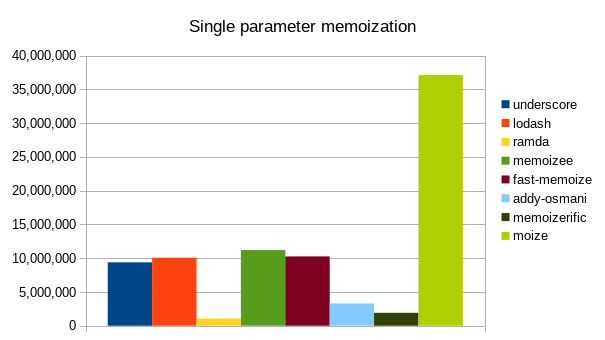 Single parameter memoization
40,000,000
35,000,000
30,000,000
25,000,000
20,000,000
15,000,000
10,000,000
5,000,000
0
underscore
lodash
ramda
memoizee
fast-memoize
addy-osmani
memoizerific
moize